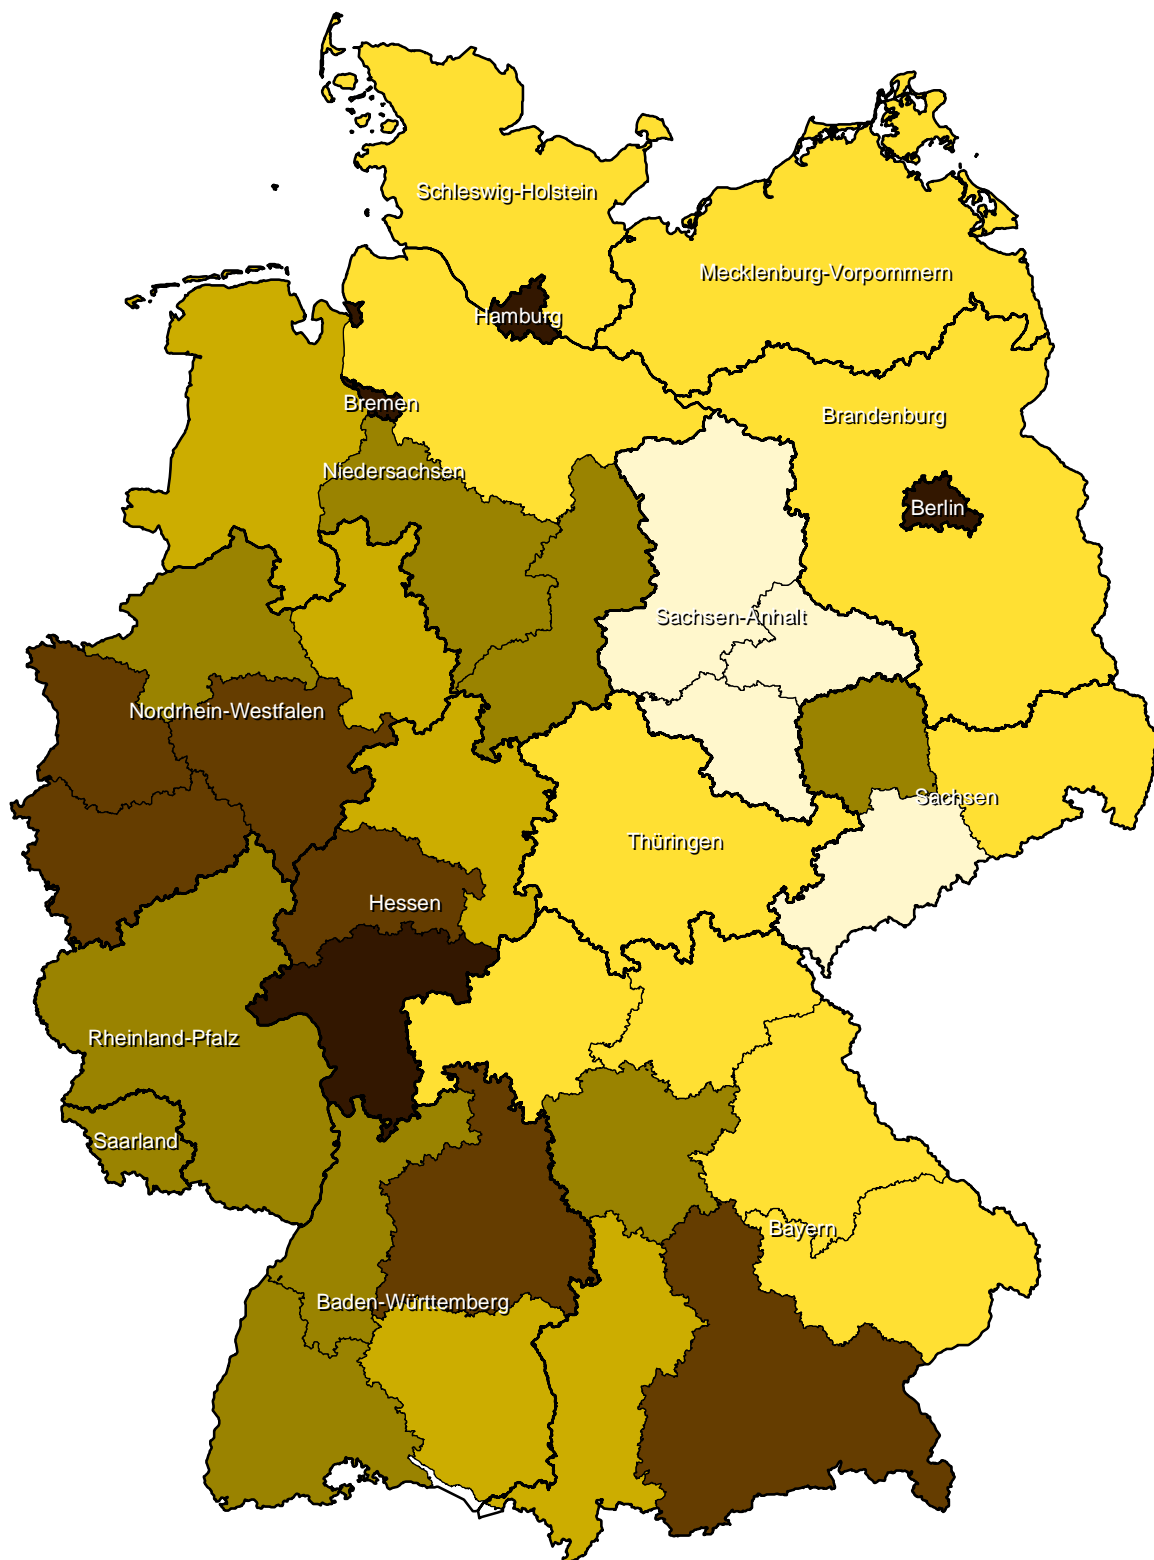 Schleswig-Holstein
Mecklenburg-Vorpommern
Hamburg
Bremen
Brandenburg
Niedersachsen
Berlin
Sachsen-Anhalt
Nordrhein-Westfalen
Sachsen
Thüringen
Hessen
Rheinland-Pfalz
Saarland
Bayern
Baden-Württemberg